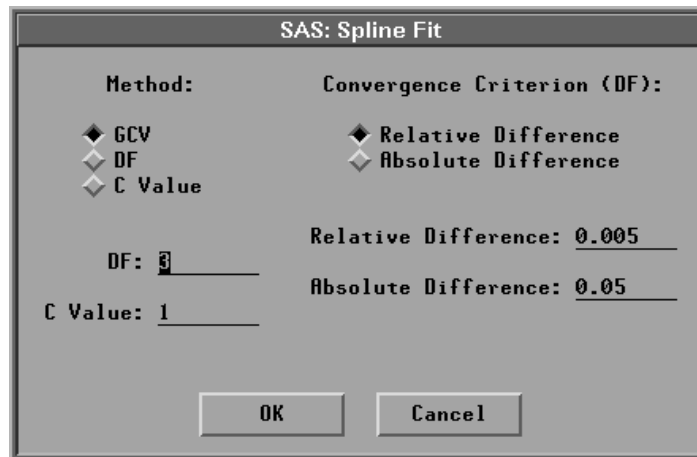 SAS: Spline Fit
Method:
GCV
DF
C Value
DF: 3
C Value: 1
Convergence Criterion (DF):
Relative Difference
Absolute Difference
Relative Difference: 0.005
Absolute Difference: 0.05
OK
Cancel